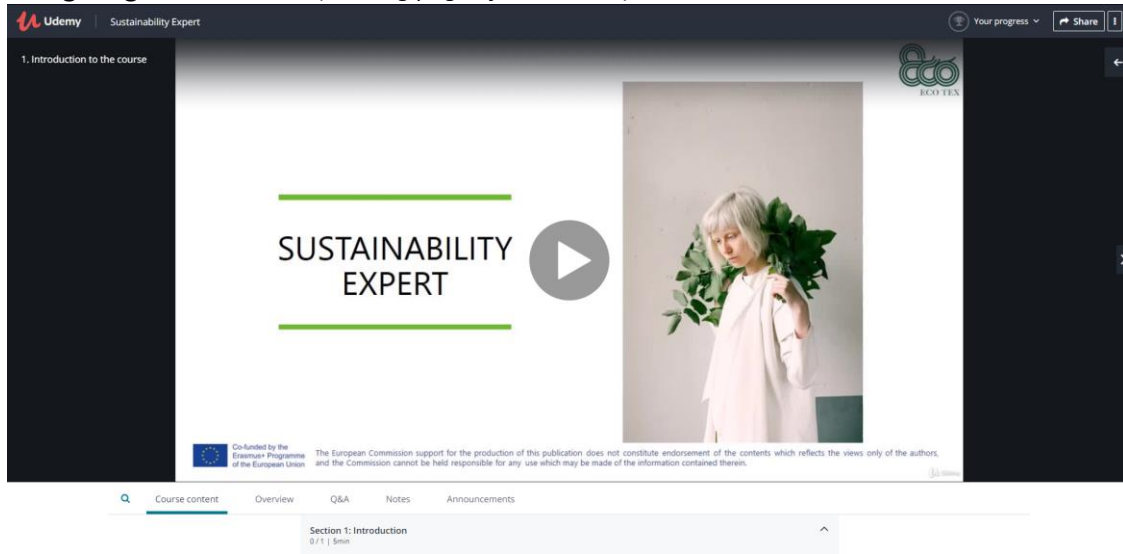 Udemy
Sustainability Expert
Your progress
Share
1. Introduction to the course
ECO TEX
SUSTAINABILITY
EXPERT
Co-funded by the
Erasmus+ Programme
of the European Union
The European Commission support for the production of this publication does not constitute endorsement of the contents which reflects the views only of the authors,
and the Commission cannot be held responsible for any use which may be made of the information contained therein.
Udemy
Course content
Overview
Q&A
Notes
Announcements
Section 1: Introduction
0 / 1 | 5min